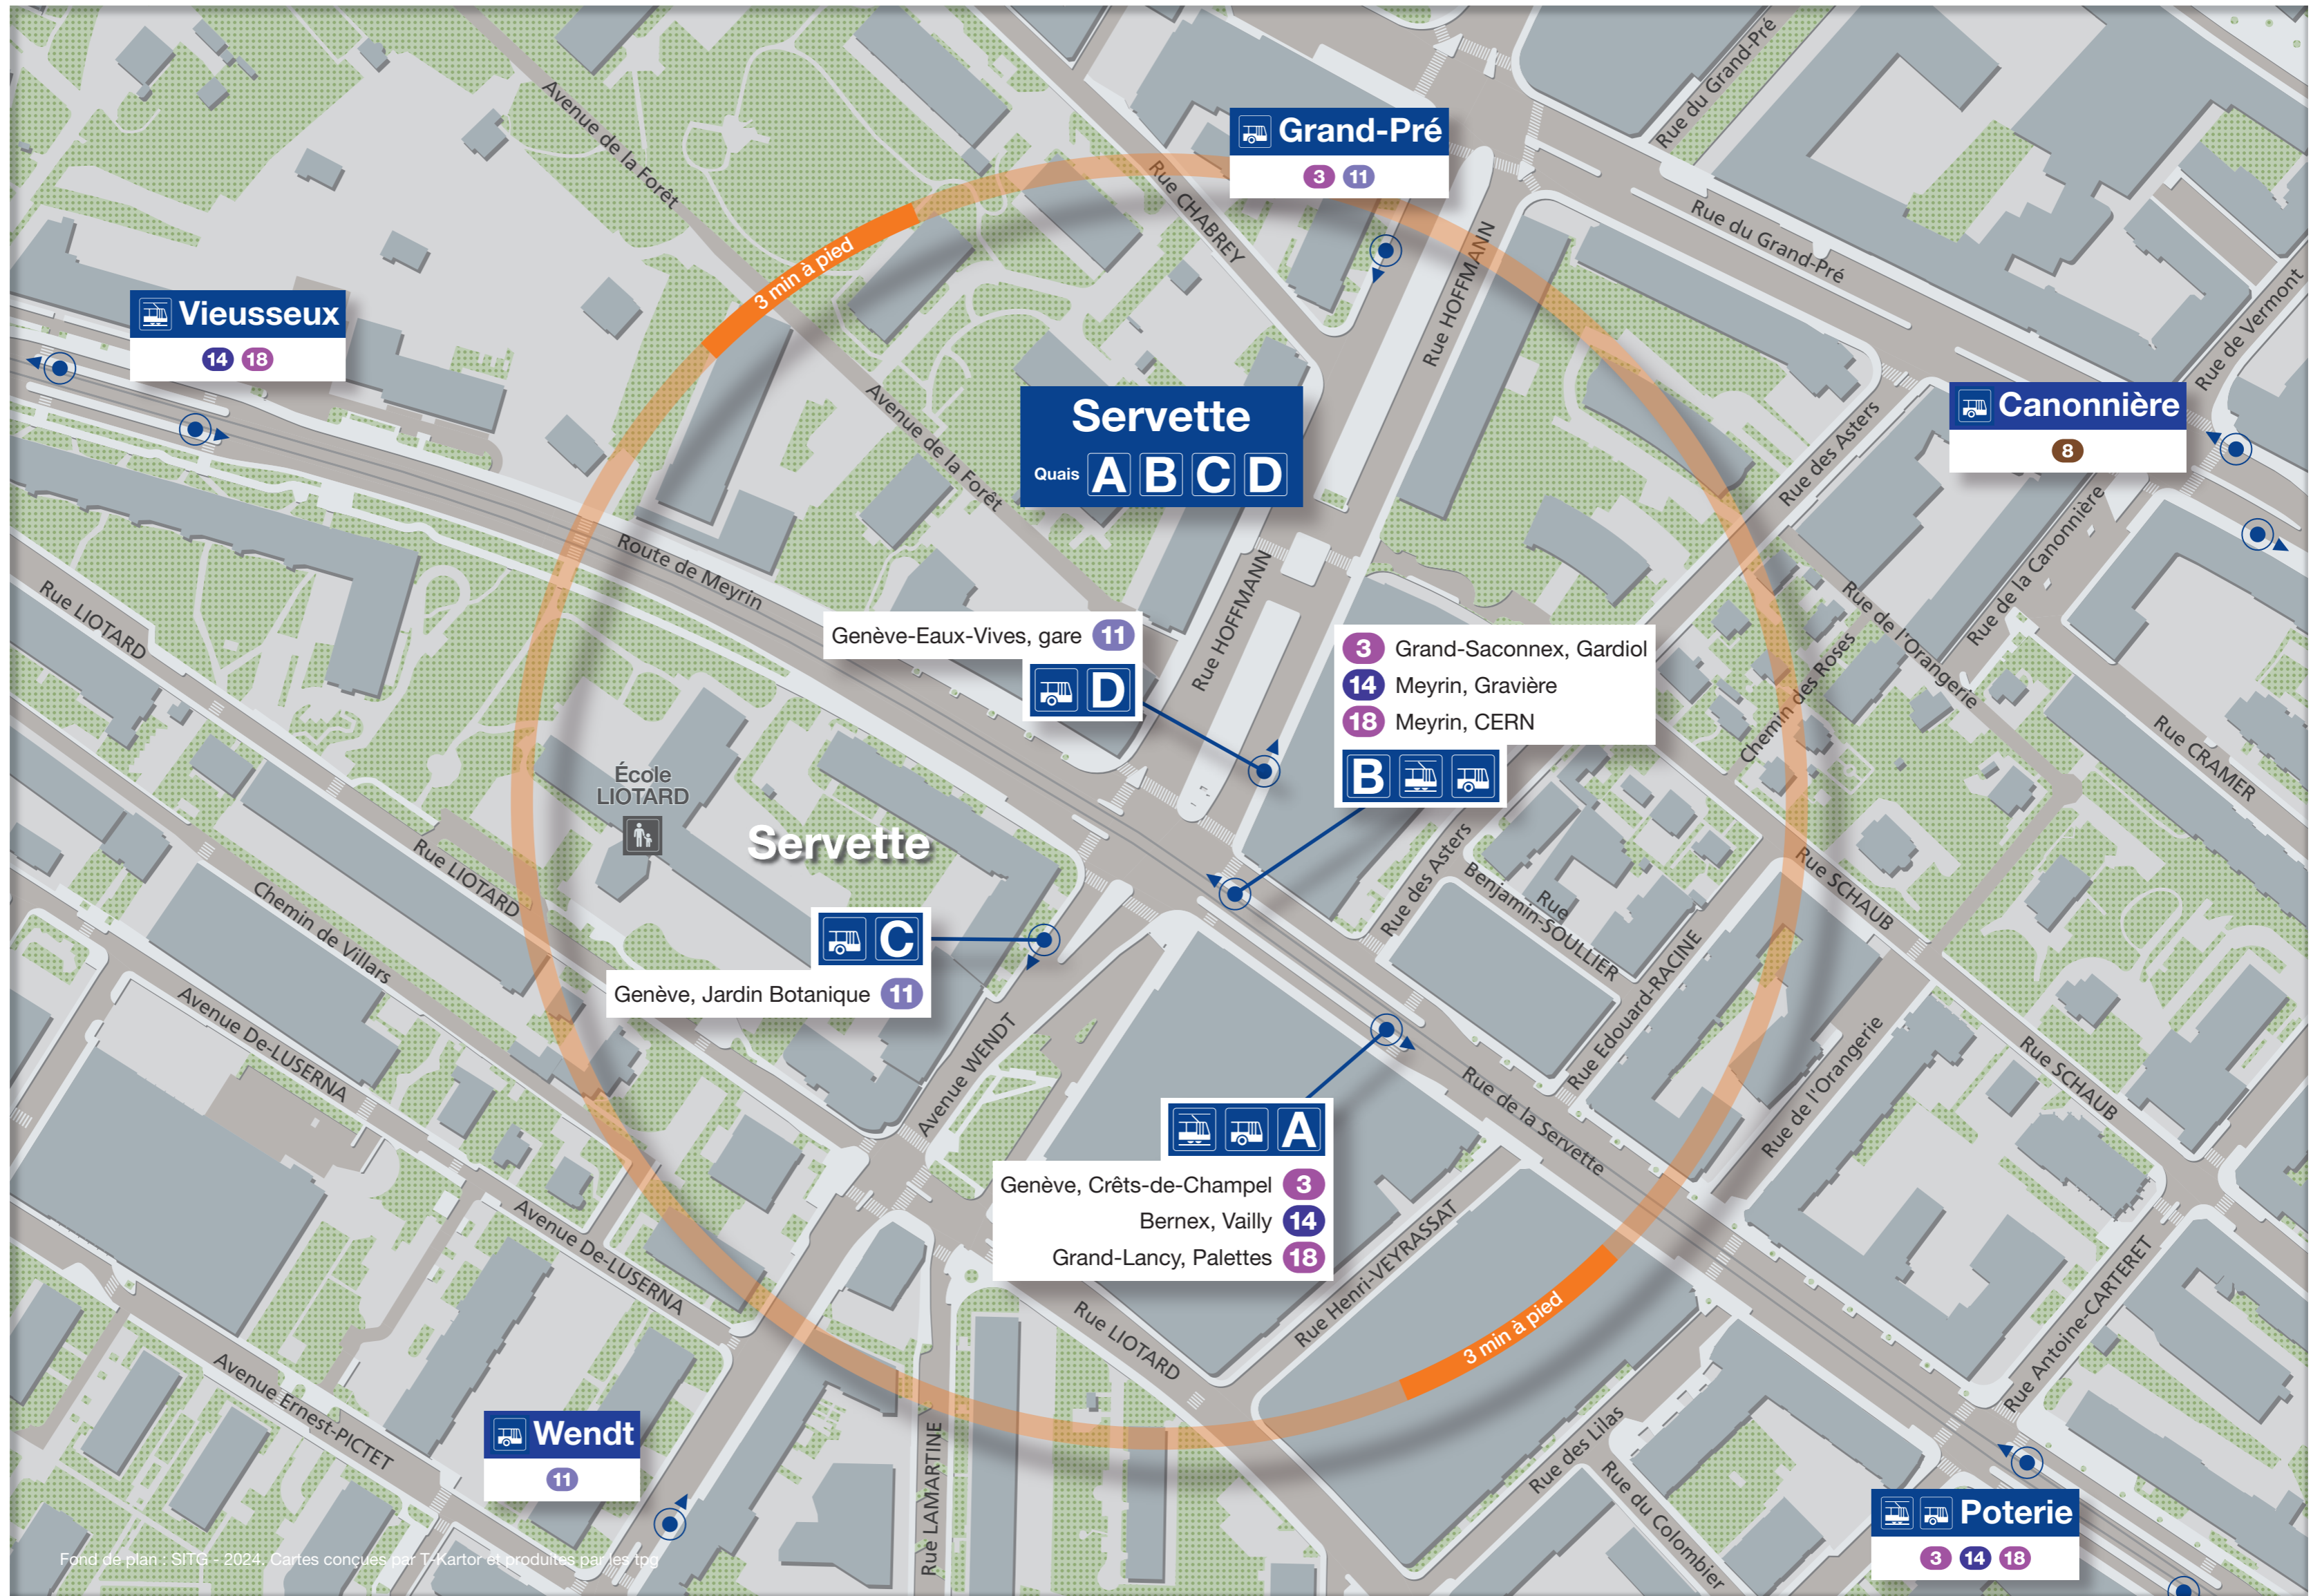 Rue du Grand-Pré
Avenue de la Forêt
Grand-Pré
3 11
Rue CHABREY
Rue HOFFMANN
Rue du Grand-Pré
Rue de Vermont
3 min à pied
Vieusseux
14 18
Avenue de la Forêt
Servette
Quais A B C D
Rue des Asters
Canonnière
8
Rue de la Canonnière
Route de Meyrin
Rue LIOTARD
Rue HOFFMANN
Rue de l'Orangerie
Chemin des Roses
Rue CRAMER
Genève-Eaux-Vives, gare 11
D
3 Grand-Saconnex, Gardiol
14 Meyrin, Gravière
18 Meyrin, CERN
B
École
LIOTARD
Servette
Rue LIOTARD
Chemin de Villars
Rue des Asters
Rue
Benjamin-SOULLIER
Rue SCHAUB
Rue Edouard-RACINE
C
Genève, Jardin Botanique 11
Avenue De-LUSERNA
Avenue WENDT
Rue de la Servette
Rue de l'Orangerie
Rue SCHAUB
A
Genève, Crêts-de-Champel 3
Bernex, Vailly 14
Grand-Lancy, Palettes 18
Avenue De-LUSERNA
Rue LIOTARD
Rue Henri-VEYRASSAT
3 min à pied
Rue Antoine-CARTERET
Avenue Ernest-PICTET
Wendt
11
Rue LAMARTINE
Rue des Lilas
Rue du Colombier
Poterie
3 14 18
Fond de plan : SITG - 2024. Cartes conçues par T-Kartor et produites par les tpg